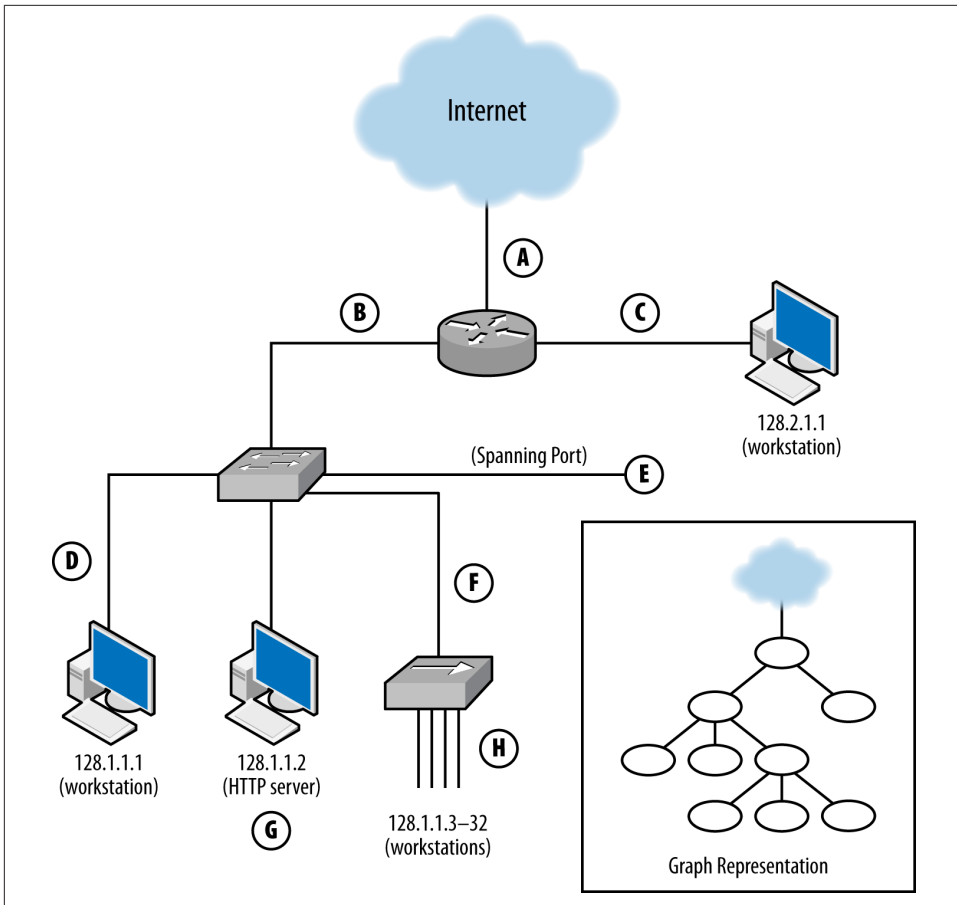 Internet
A
B
C
128.2.1.1
(workstation)
(Spanning Port)
E
D
F
128.1.1.1
(workstation)
128.1.1.2
(HTTP server)
G
H
128.1.1.3–32
(workstations)
Graph Representation